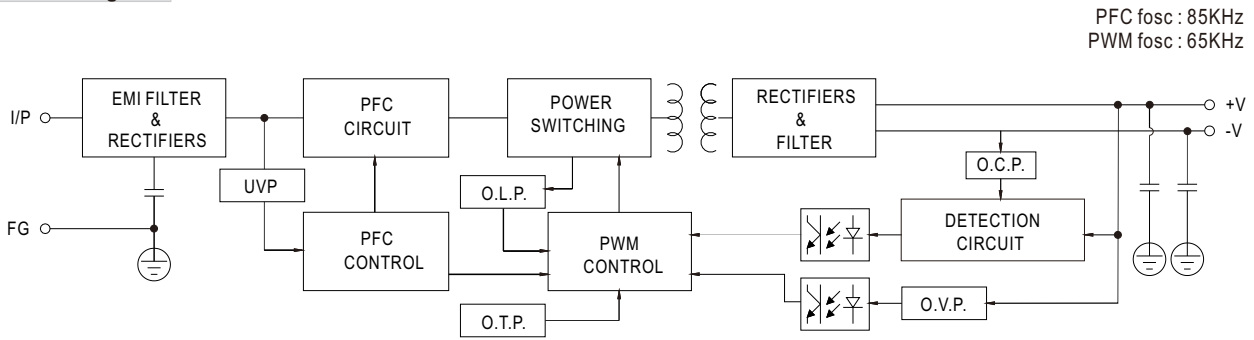 PFC fosc : 85KHz
PWM fosc : 65KHz
I/P
EMI FILTER
&
RECTIFIERS
PFC
CIRCUIT
POWER
SWITCHING
RECTIFIERS
&
FILTER
+V
-V
UVP
O.L.P.
O.C.P.
FG
PFC
CONTROL
PWM
CONTROL
DETECTION
CIRCUIT
O.T.P.
O.V.P.